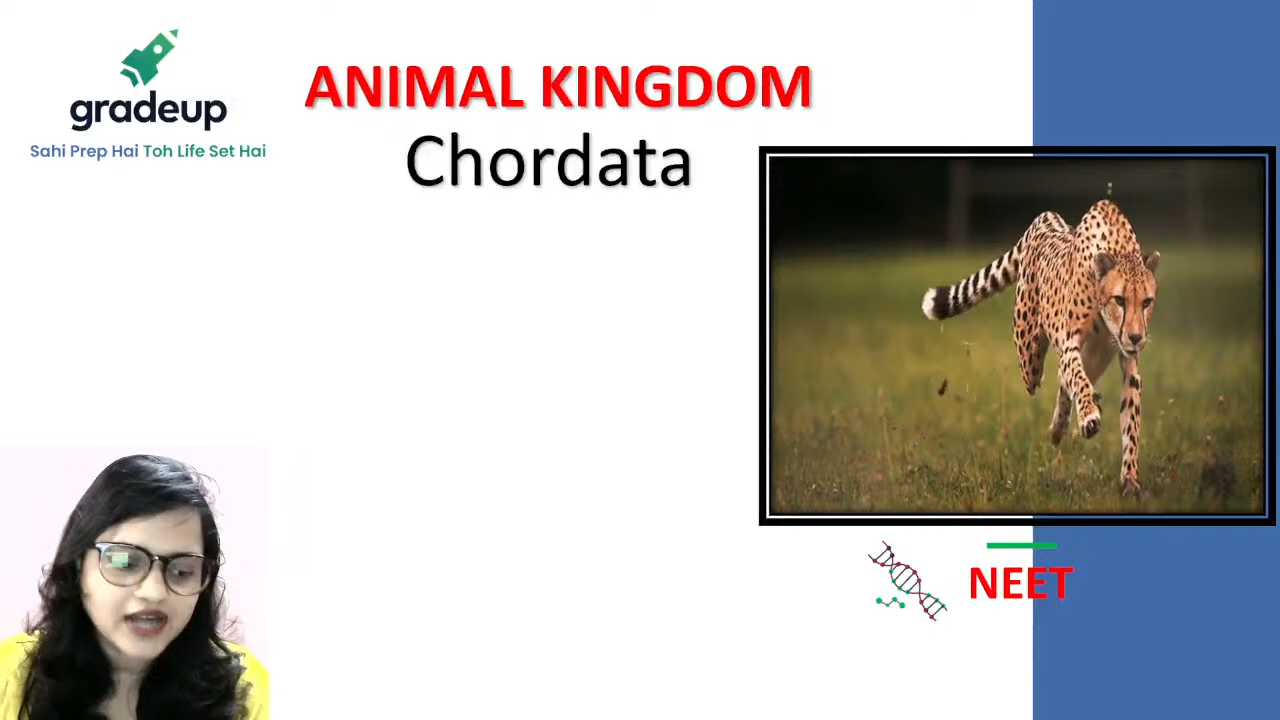 gradeup
Sahi Prep Hai Toh Life Set Hai
ANIMAL KINGDOM
Chordata
NEET